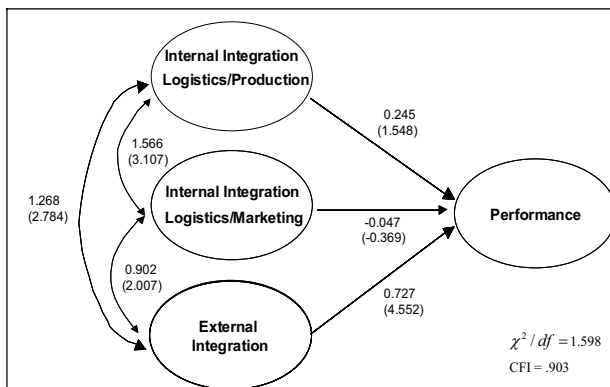 Internal Integration
Logistics/Production
0.245
(1.548)
1.566
(3.107)
1.268
(2.784)
Internal Integration
Logistics/Marketing
-0.047
(-0.369)
Performance
0.902
(2.007)
0.727
(4.552)
External
Integration
χ² / df = 1.598
CFI = .903